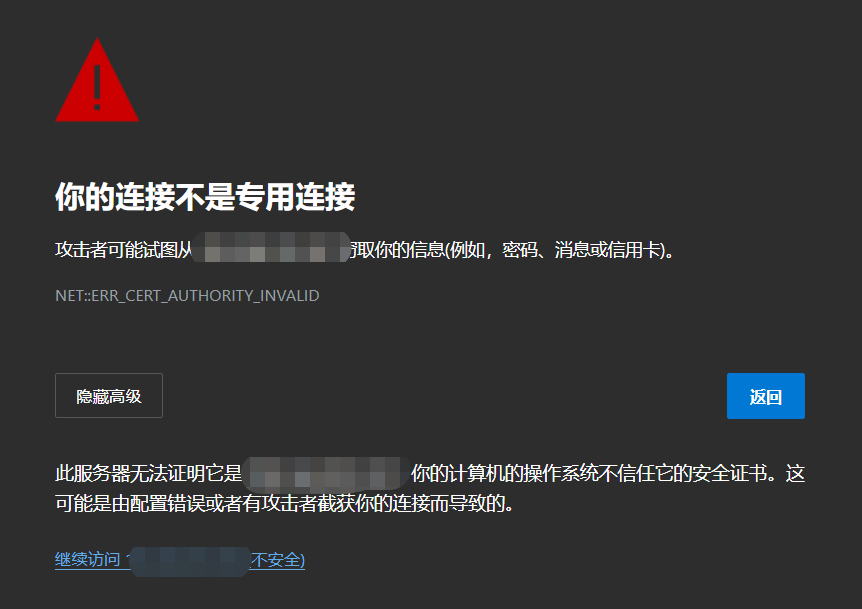 你的连接不是专用连接
攻击者可能试图从 取你的信息(例如，密码、消息或信用卡)。
NET::ERR_CERT_AUTHORITY_INVALID
隐藏高级
返回
此服务器无法证明它是 你的计算机的操作系统不信任它的安全证书。这
可能是由配置错误或者有攻击者截获你的连接而导致的。
继续访问 不安全)